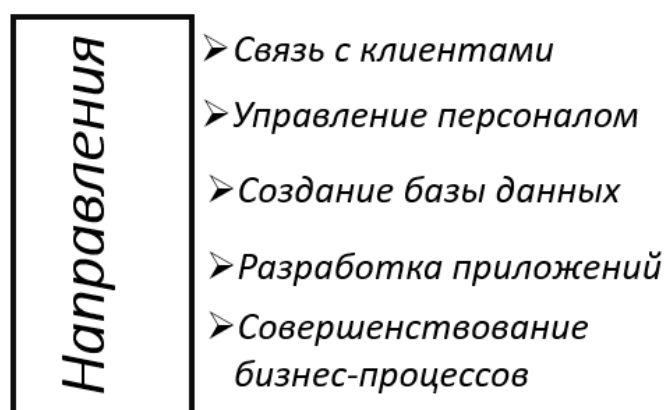 Направления
➢Связь с клиентами
➢Управление персоналом
➢Создание базы данных
➢Разработка приложений
➢Совершенствование
бизнес-процессов